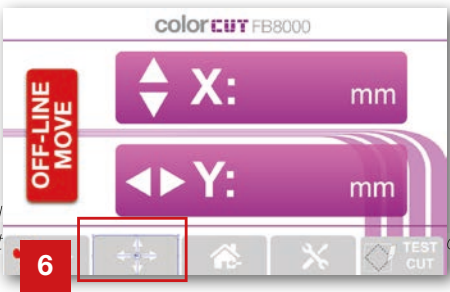 colorcut FB8000
OFF-LINE
MOVE
X: mm
Y: mm
6
TEST
CUT